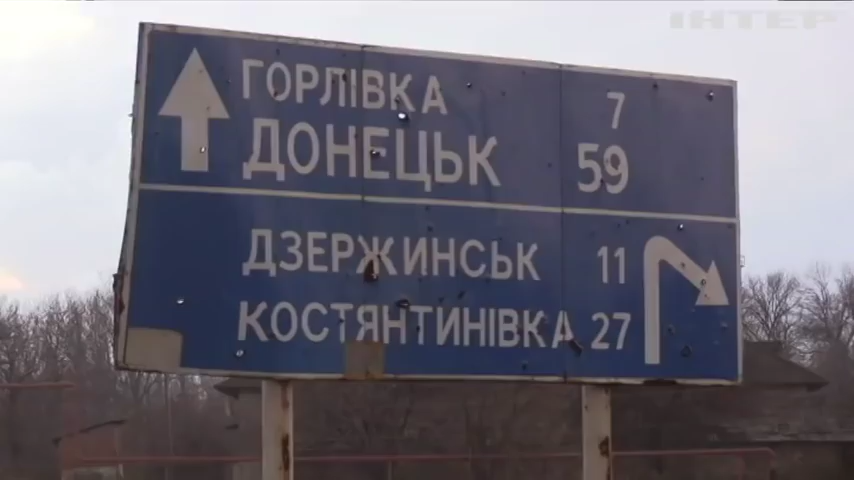 ІНТЕР
ГОРЛІВКА 7
ДОНЕЦЬК 59
ДЗЕРЖИНСЬК 11
КОСТЯНТИНІВКА 27